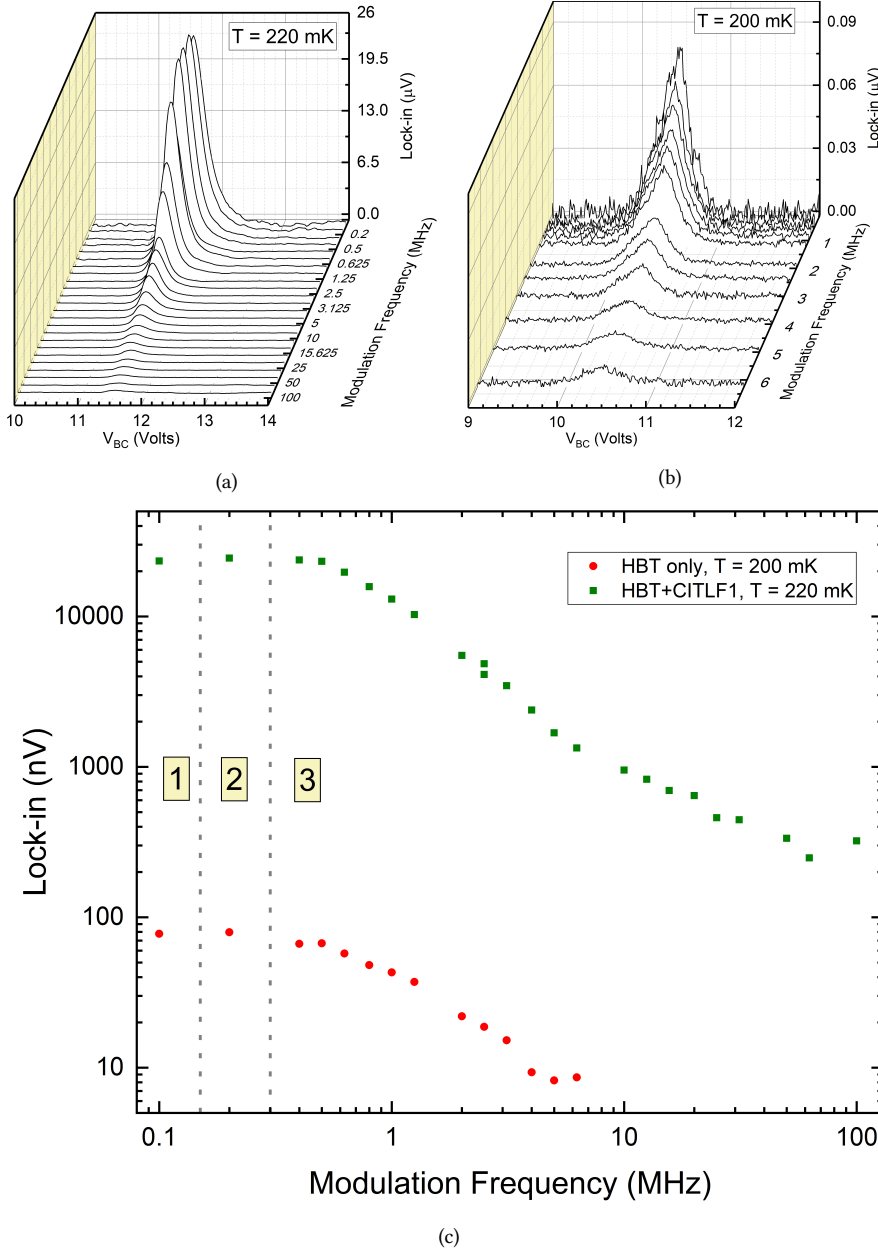 T = 220 mK
26
19.5
13.0
6.5
0.0
Lock-in (µV)
0.2
0.5
0.625
1.25
2.5
3.125
5
10
15.625
25
50
100
Modulation Frequency (MHz)
10 11 12 13 14
V_BC (Volts)
(a)
T = 200 mK
0.09
0.06
0.03
0.00
Lock-in (µV)
1
2
3
4
5
6
Modulation Frequency (MHz)
9 10 11 12
V_BC (Volts)
(b)
HBT only, T = 200 mK
HBT+CITLF1, T = 220 mK
10000
1000
100
10
Lock-in (nV)
1 2 3
0.1 1 10 100
Modulation Frequency (MHz)
(c)